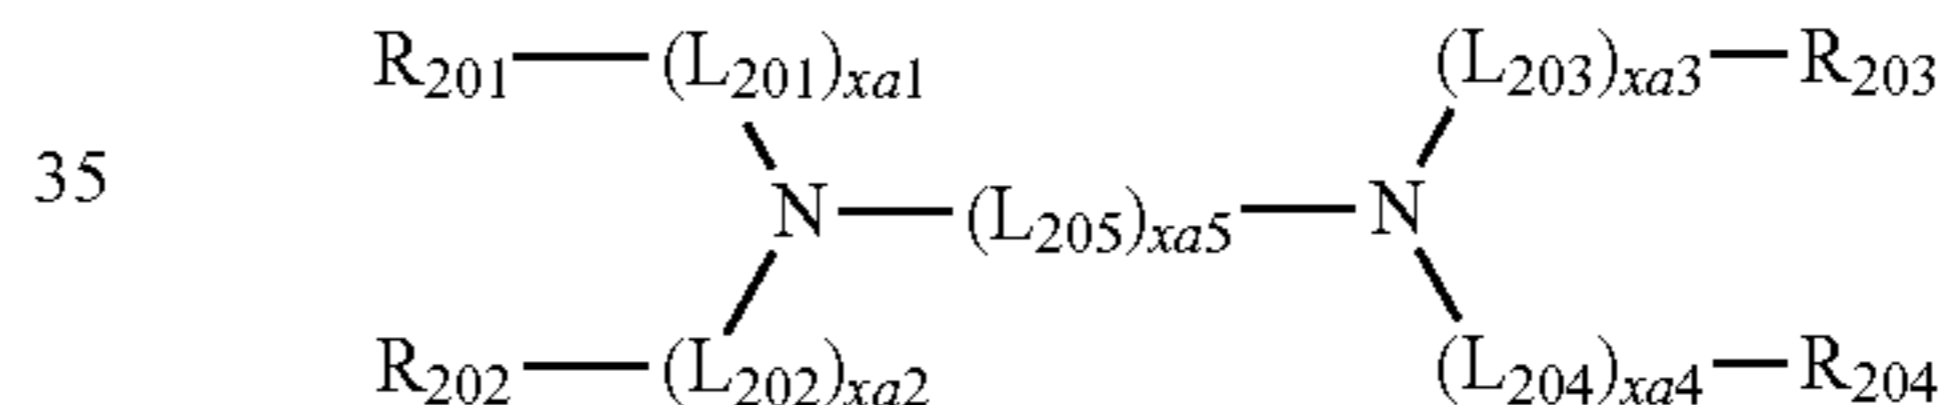 R201—(L201)xa1 (L203)xa3—R203
35
N—(L205)xa5—N
R202—(L202)xa2 (L204)xa4—R204